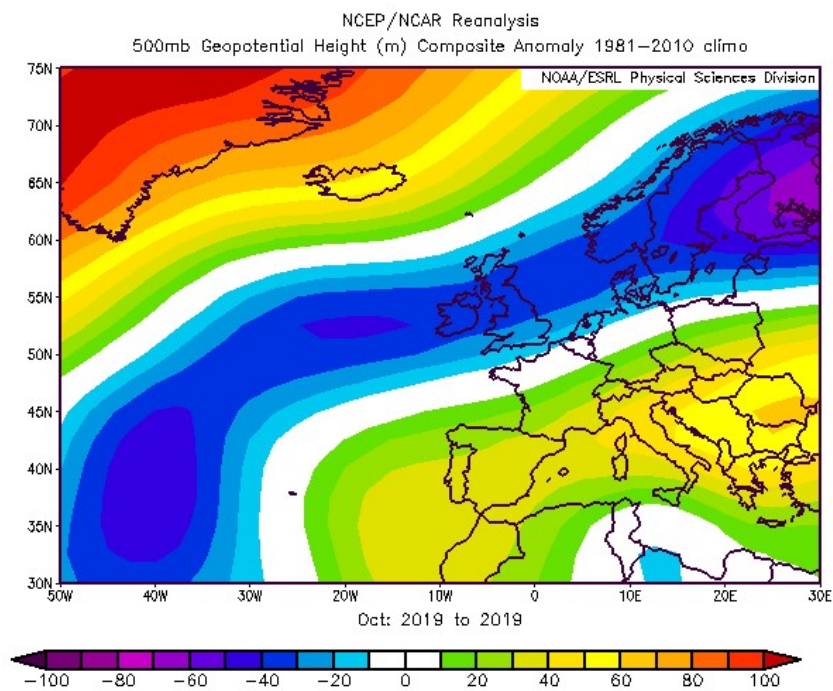 NCEP/NCAR Reanalysis
500mb Geopotential Height (m) Composite Anomaly 1981−2010 climo
NOAA/ESRL Physical Sciences Division
75N
70N
65N
60N
55N
50N
45N
40N
35N
30N
50W 40W 30W 20W 10W 0 10E 20E 30E
Oct: 2019 to 2019
−100 −80 −60 −40 −20 0 20 40 60 80 100